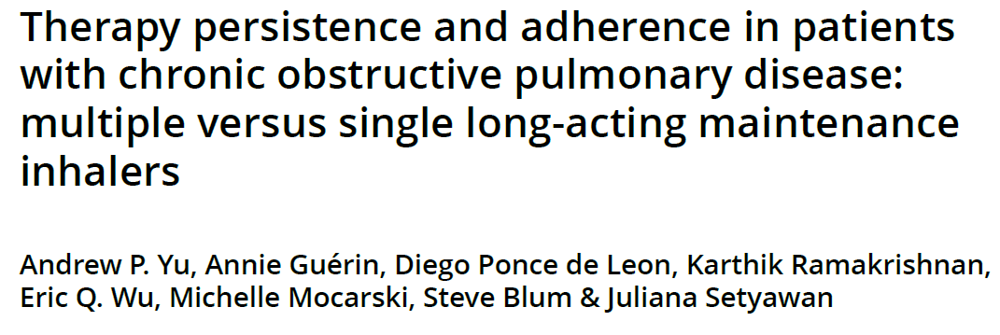 Therapy persistence and adherence in patients
with chronic obstructive pulmonary disease:
multiple versus single long-acting maintenance
inhalers
Andrew P. Yu, Annie Guérin, Diego Ponce de Leon, Karthik Ramakrishnan,
Eric Q. Wu, Michelle Mocarski, Steve Blum & Juliana Setyawan